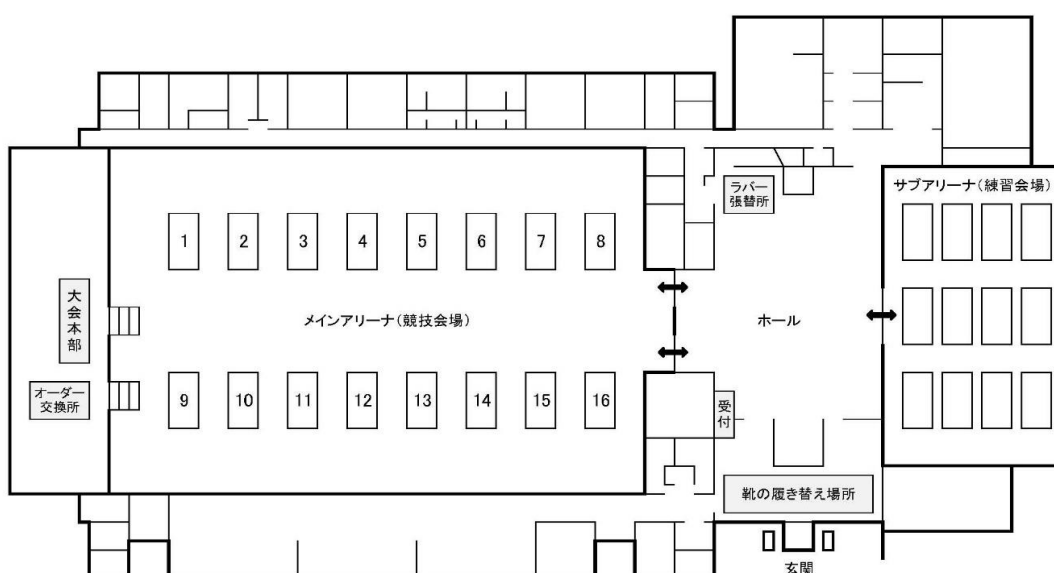 ラバー
張替所
サブアリーナ(練習会場)
1 2 3 4 5 6 7 8
大会本部
メインアリーナ(競技会場)
ホール
オーダー
交換所
9 10 11 12 13 14 15 16
受付
靴の履き替え場所
玄関